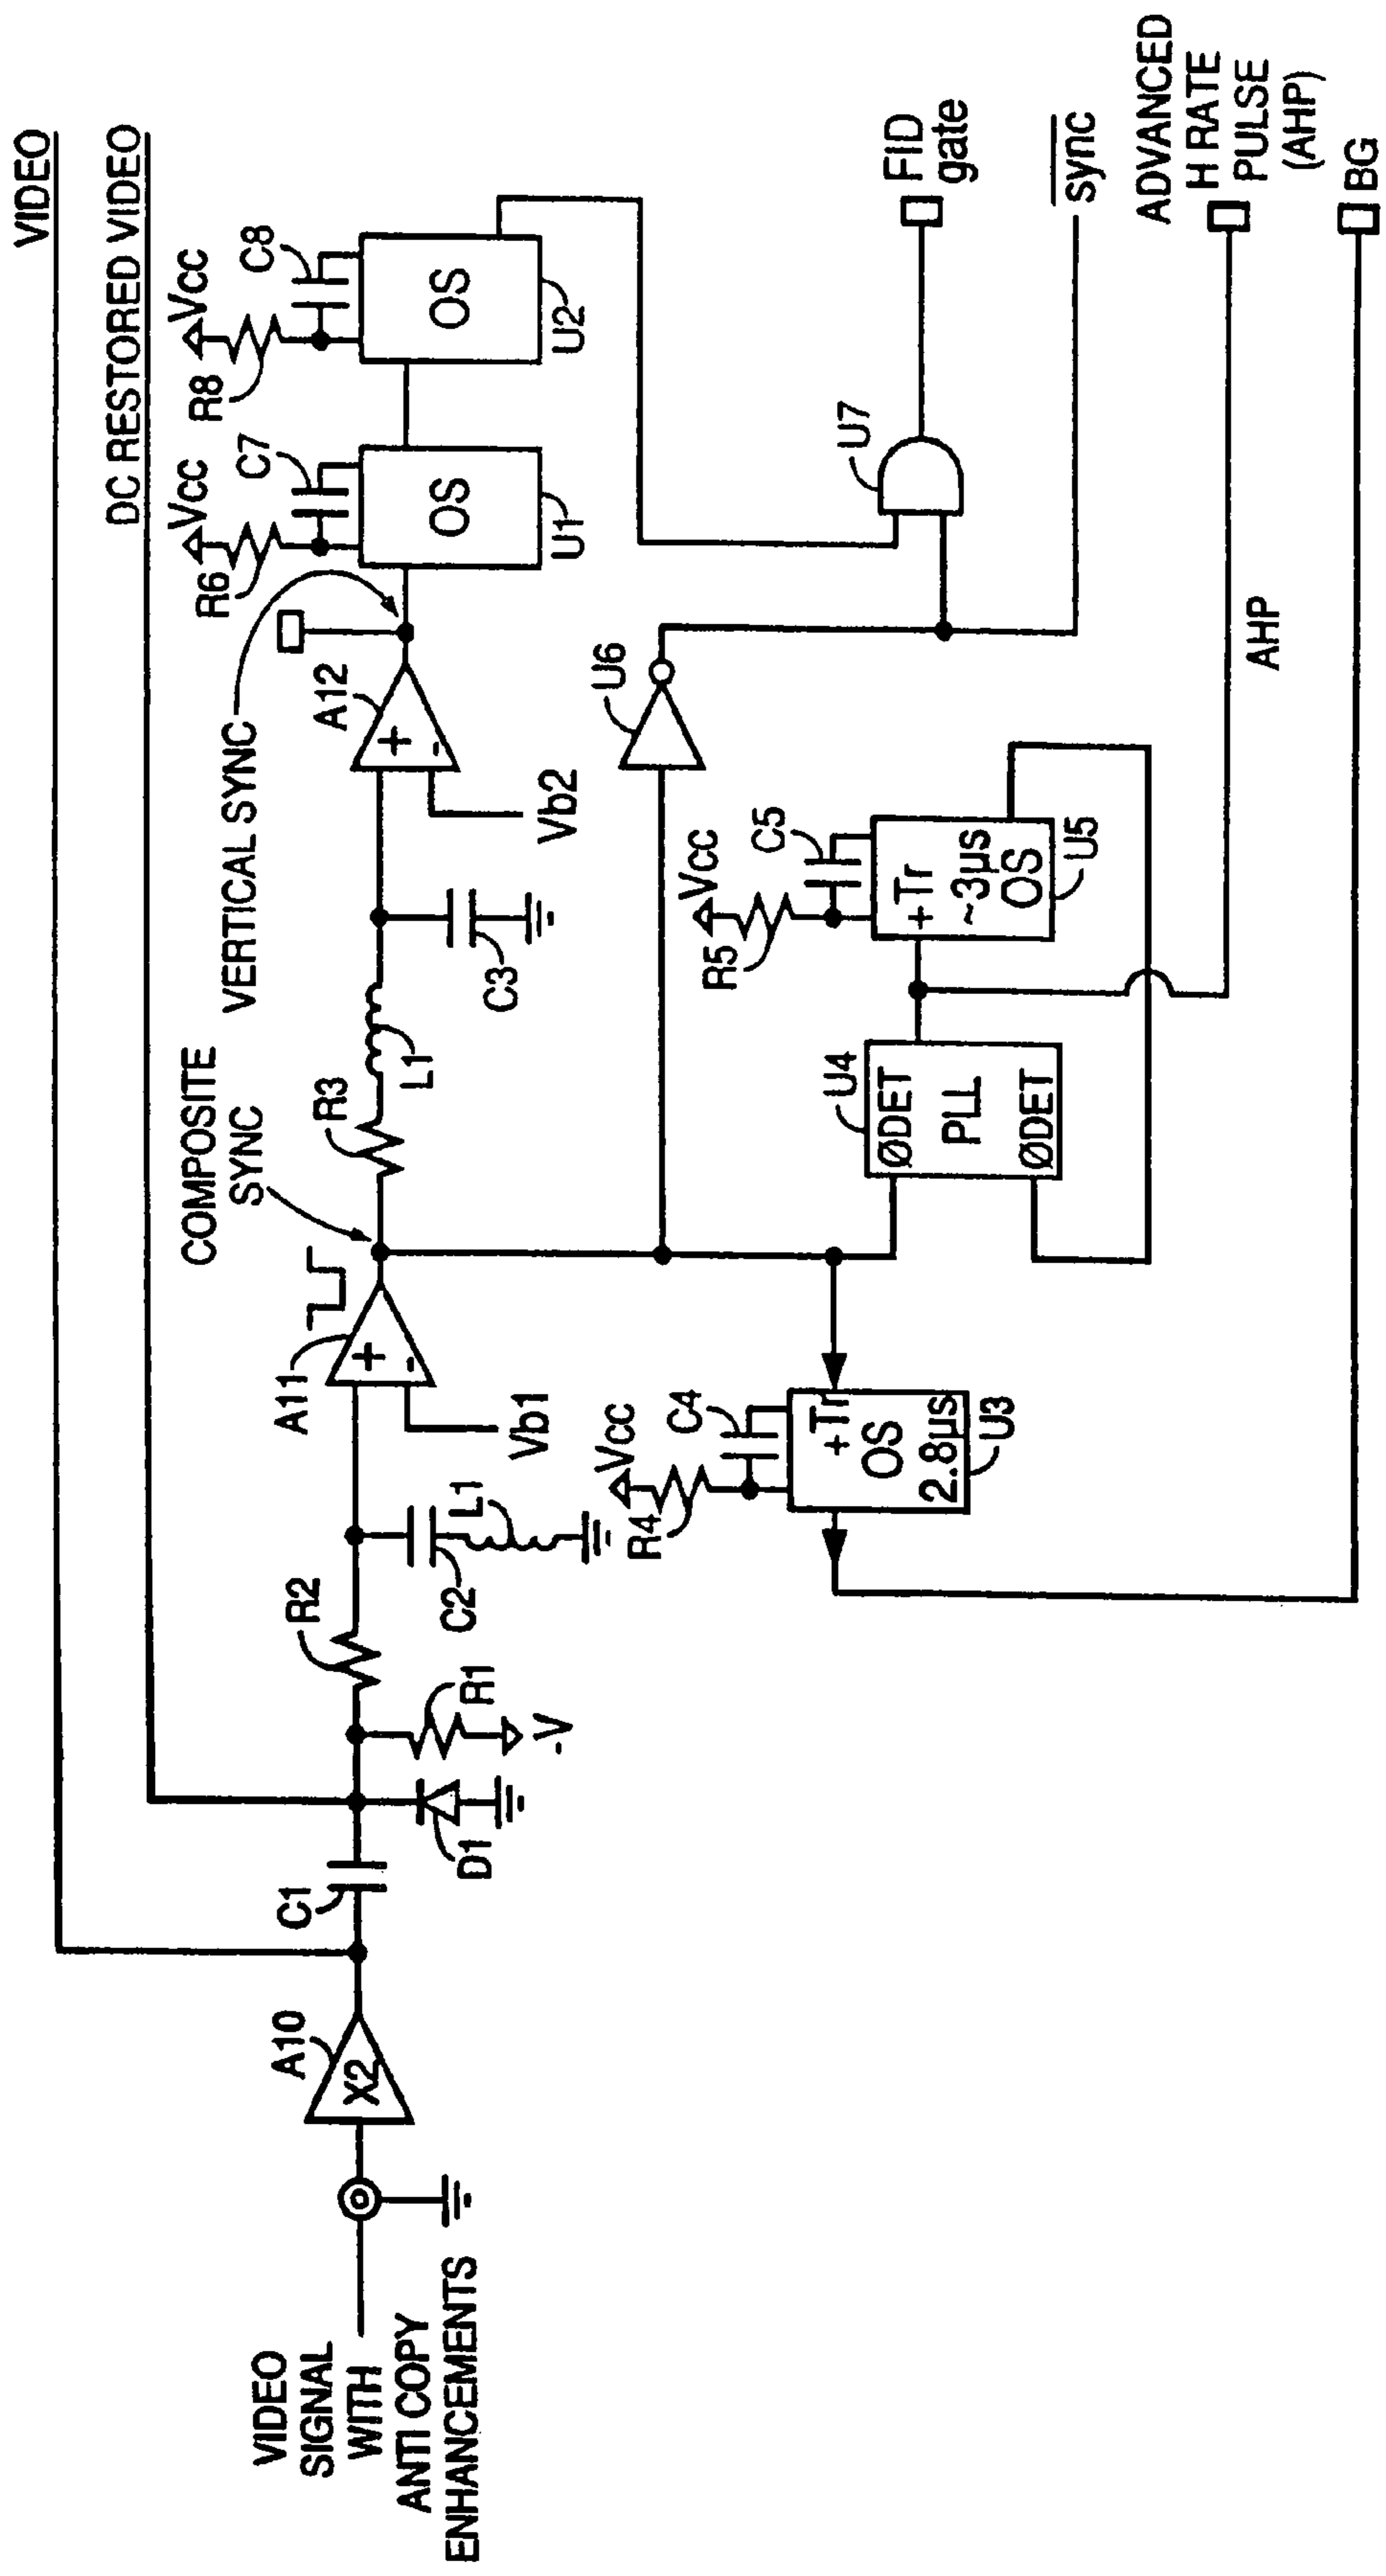 VIDEO
DC RESTORED VIDEO
VIDEO
SIGNAL
WITH
ANTI COPY
ENHANCEMENTS
A10
X2
C1
D1
R1
-V
R2
C2
L1
A11
+
-
Vb1
COMPOSITE
SYNC
R3
L1
C3
VERTICAL SYNC
A12
+
-
Vb2
R6
Vcc
C7
OS
U1
R8
Vcc
C8
OS
U2
U6
U7
FID
gate
sync
R4
Vcc
C4
+Tr
OS
2.8µs
U3
U4
ØDET
PLL
ØDET
R5
Vcc
C5
+Tr
~3µs
OS
U5
AHP
ADVANCED
H RATE
PULSE
(AHP)
BG